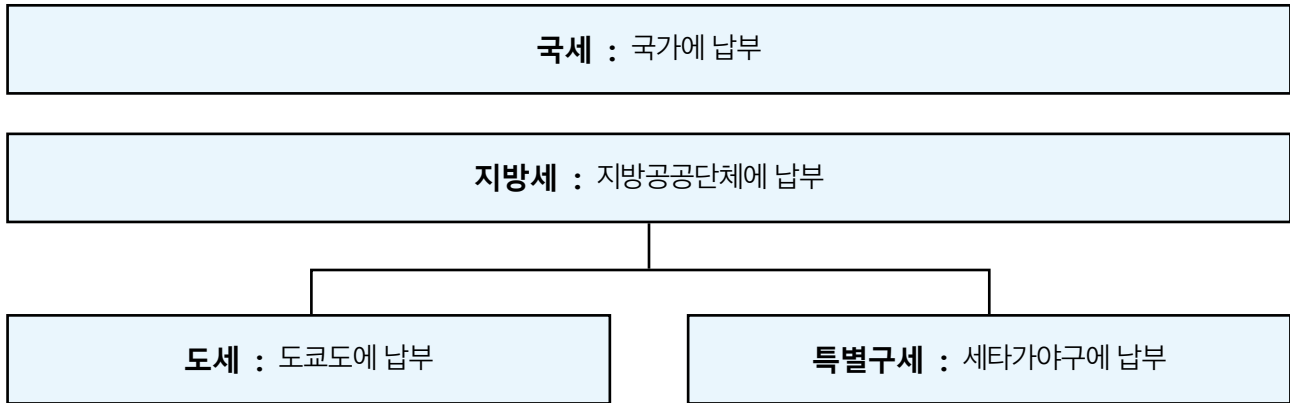 국세 : 국가에 납부
지방세 : 지방공공단체에 납부
도세 : 도쿄도에 납부
특별구세 : 세타가야구에 납부